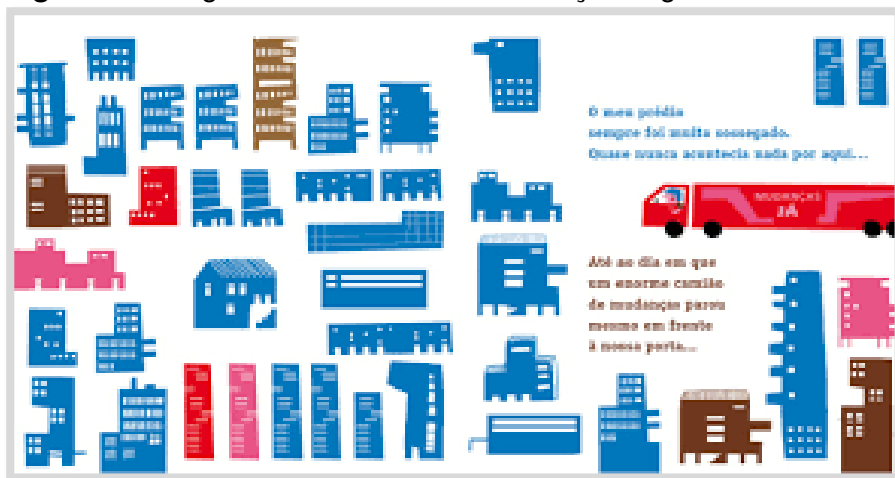 O meu prédio
sempre foi muito sossegado.
Quase nunca acontecia nada por aqui...
MUDANÇAS
JÁ
Até ao dia em que
um enorme camião
de mudanças parou
mesmo em frente
à nossa porta...